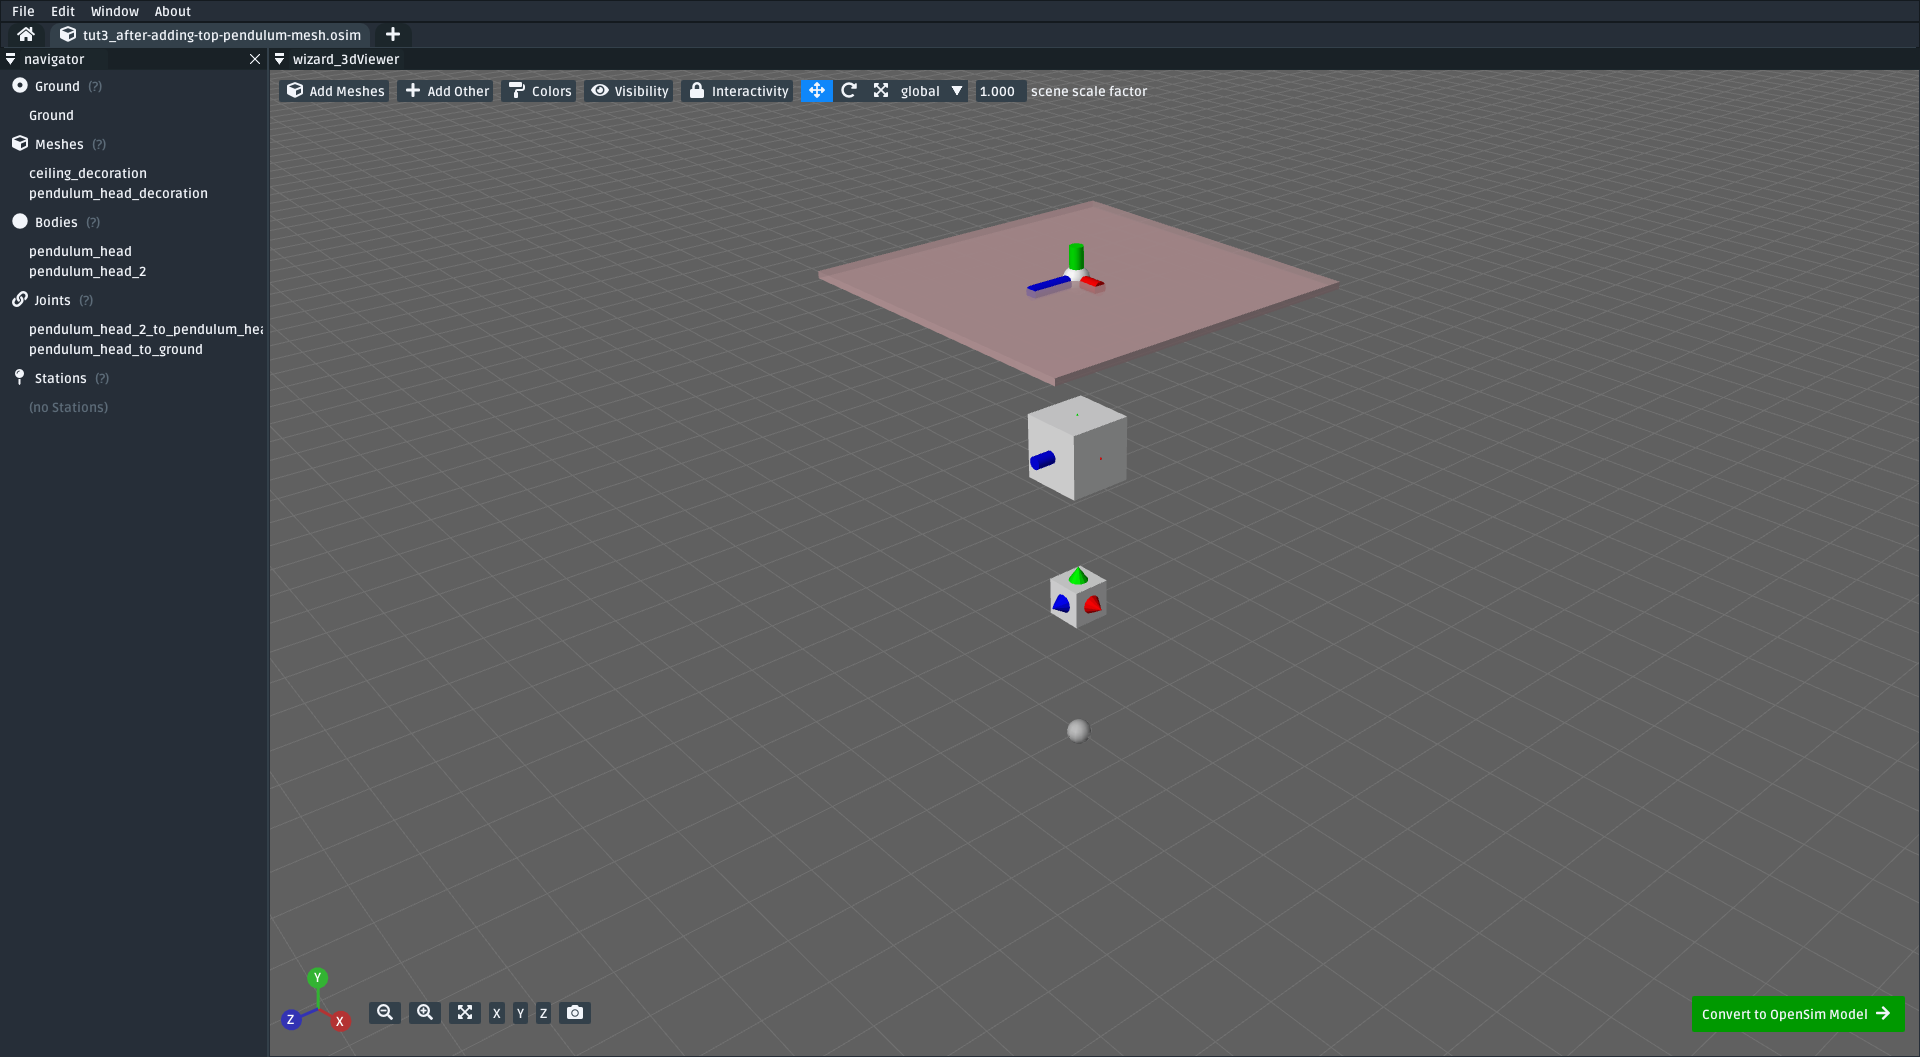 File Edit Window About
tut3_after-adding-top-pendulum-mesh.osim
navigator
wizard_3dViewer
Add Meshes Add Other Colors Visibility Interactivity global 1.000 scene scale factor
Ground (?)
Ground
Meshes (?)
ceiling_decoration
pendulum_head_decoration
Bodies (?)
pendulum_head
pendulum_head_2
Joints (?)
pendulum_head_2_to_pendulum_hea
pendulum_head_to_ground
Stations (?)
(no Stations)
Y
Z X
X Y Z
Convert to OpenSim Model